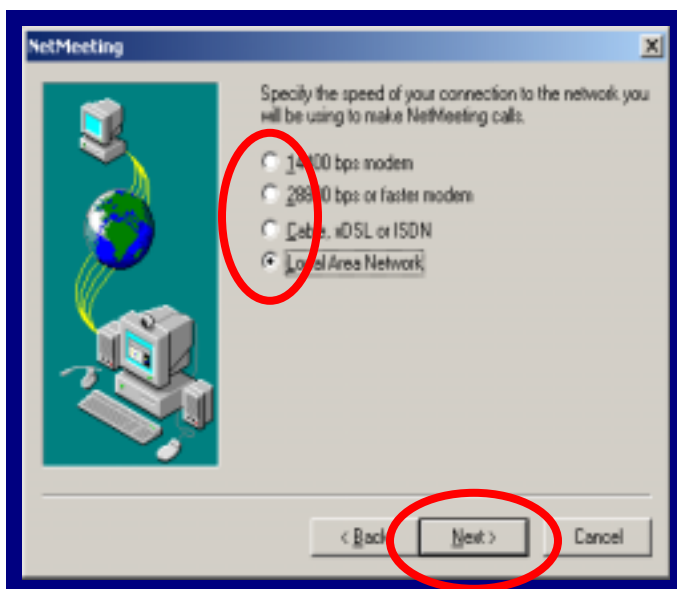 NetMeeting
Specify the speed of your connection to the network you
will be using to make NetMeeting calls.
14400 bps modem
28800 bps or faster modem
Cable, xDSL or ISDN
Local Area Network
< Back
Next >
Cancel